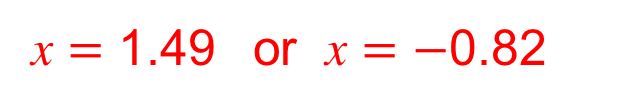 x = 1.49 or x = −0.82